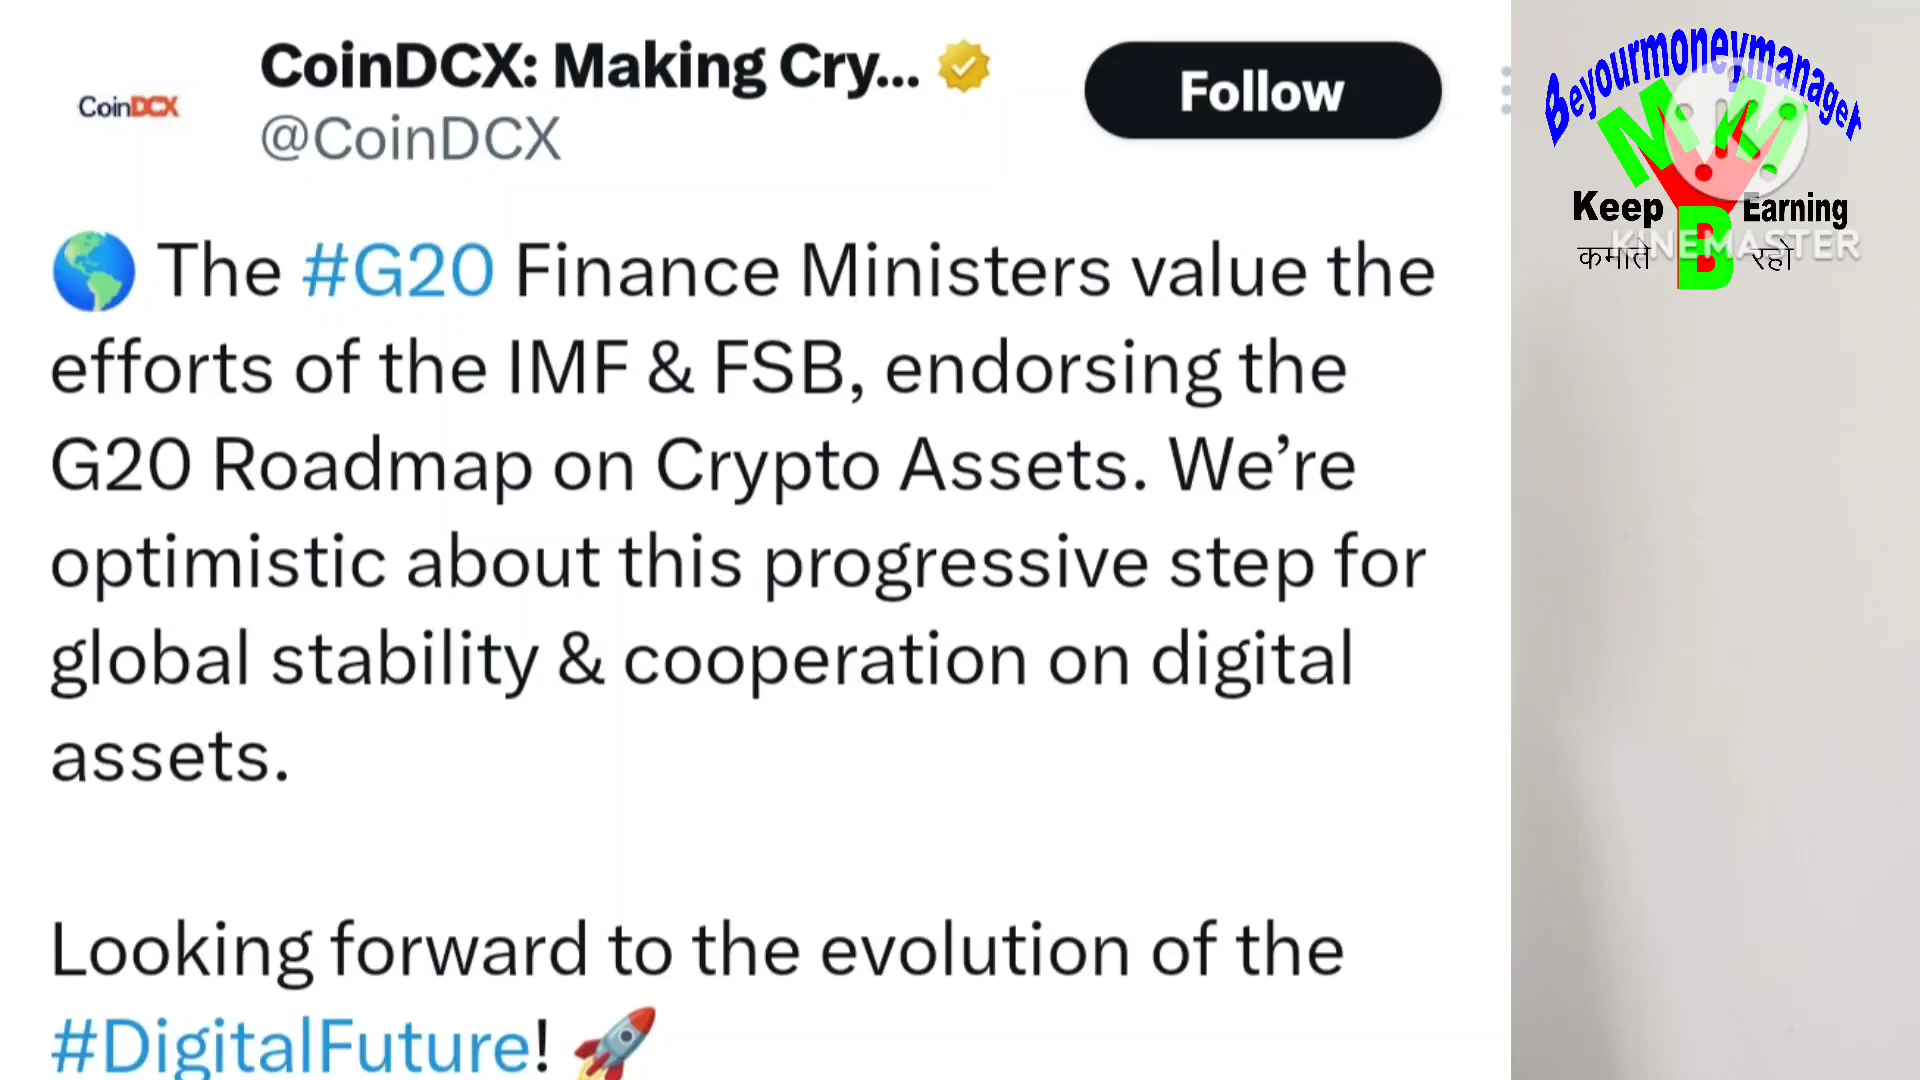 CoinDCX
CoinDCX: Making Cry...
@CoinDCX
Follow
🌎 The #G20 Finance Ministers value the
efforts of the IMF & FSB, endorsing the
G20 Roadmap on Crypto Assets. We’re
optimistic about this progressive step for
global stability & cooperation on digital
assets.
Looking forward to the evolution of the
#DigitalFuture! 🚀
Beyourmoneymanager
M M
B
Keep Earning
कमाते रहो
KINEMASTER